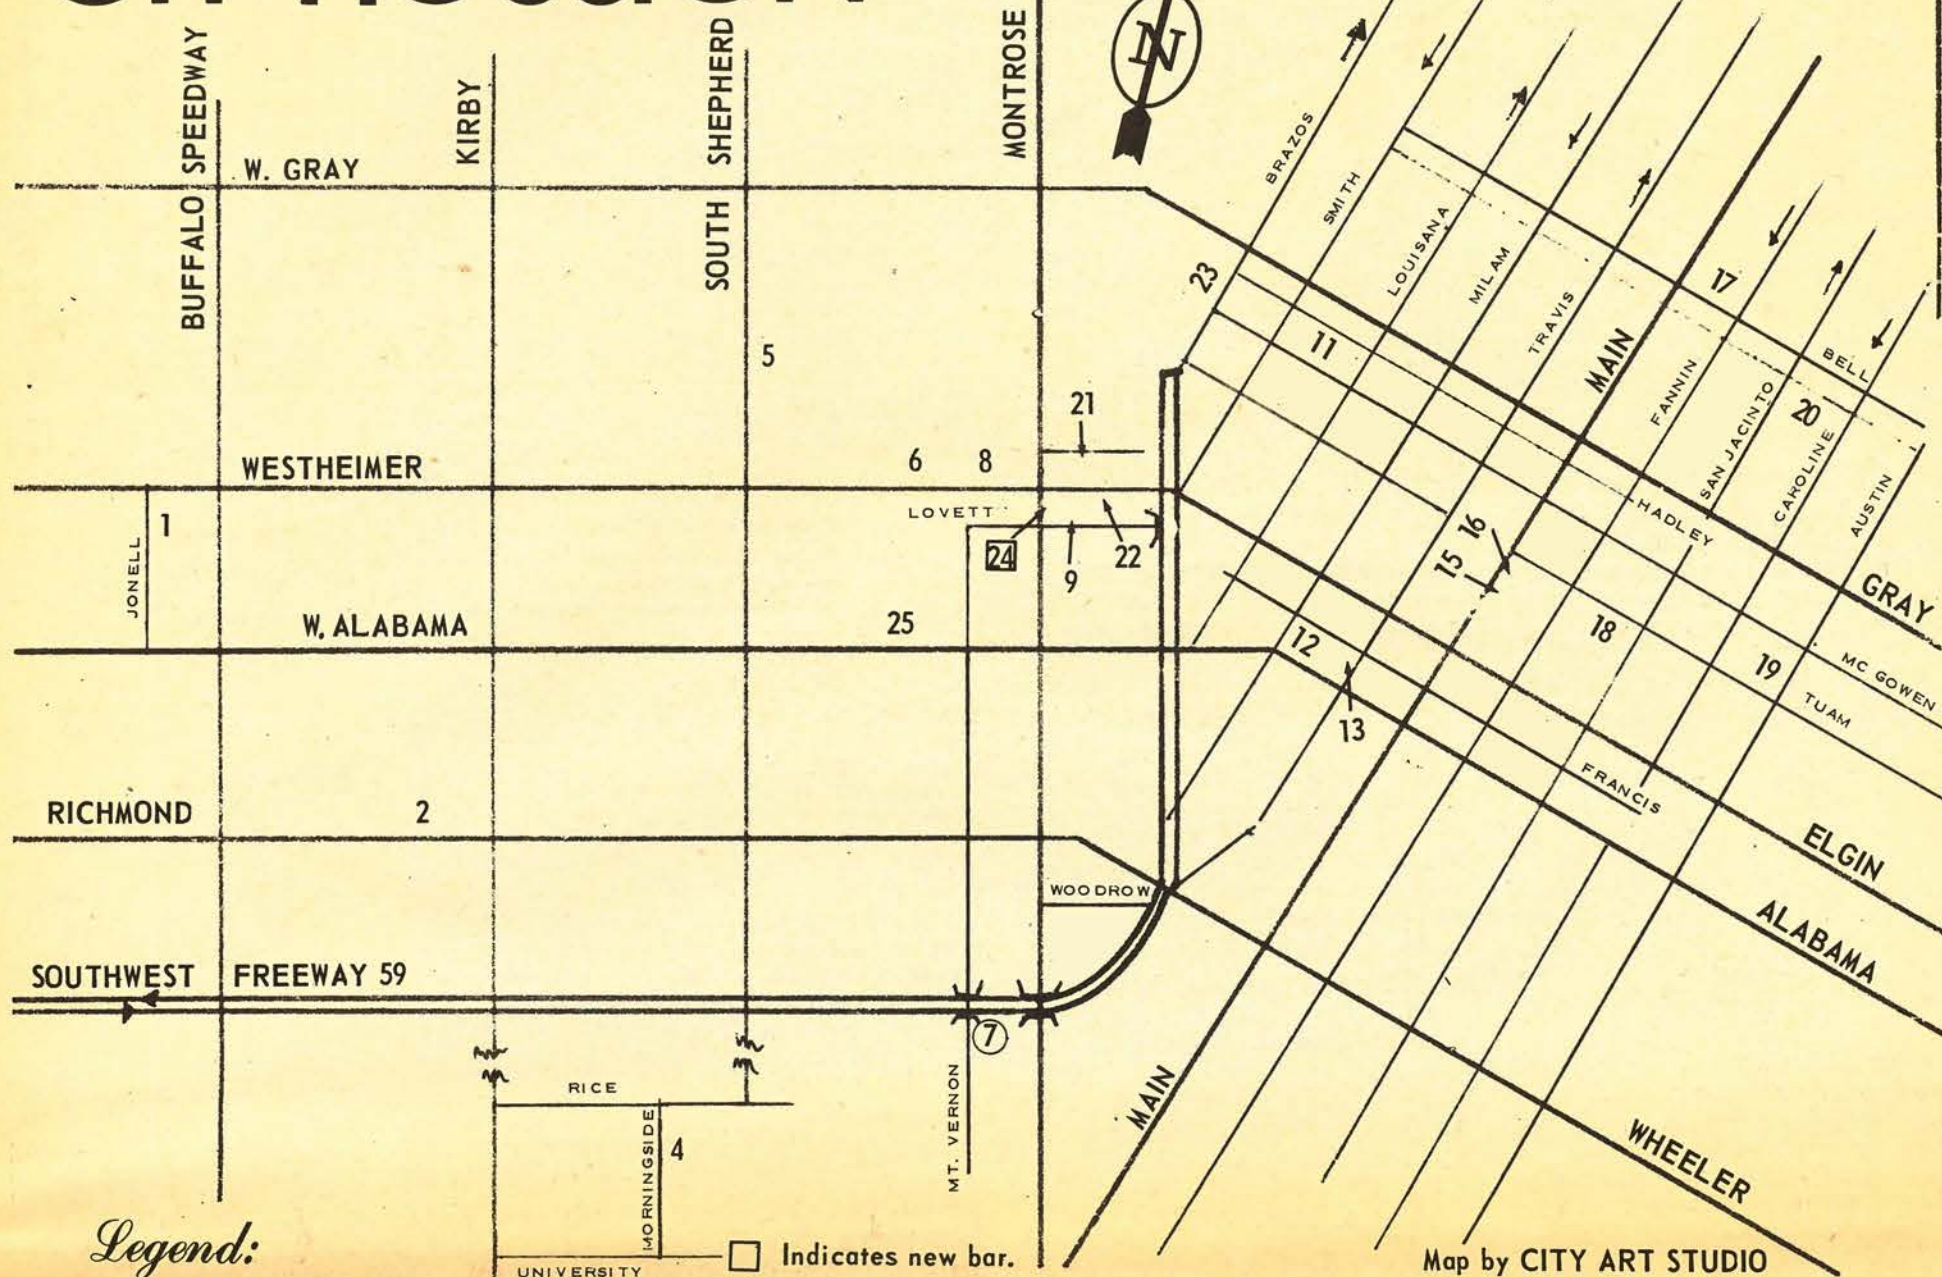 BUFFALO SPEEDWAY
KIRBY
SOUTH SHEPHERD
MONTROSE
N
BRAZOS
SMITH
LOUISANA
MILAM
TRAVIS
MAIN
FANNIN
SAN JACINTO
CAROLINE
AUSTIN
W. GRAY
23
11
17
BELL
20
5
21
6
8
WESTHEIMER
LOVETT
1
JONELL
24
9
22
HADLEY
16
15
GRAY
W. ALABAMA
25
12
13
18
19
MC GOWEN
TUAM
FRANCIS
RICHMOND
2
ELGIN
ALABAMA
WOODROW
SOUTHWEST FREEWAY 59
7
MAIN
WHEELER
RICE
MORNINGSIDE
4
MT. VERNON
UNIVERSITY
Legend:
Indicates new bar.
Map by CITY ART STUDIO